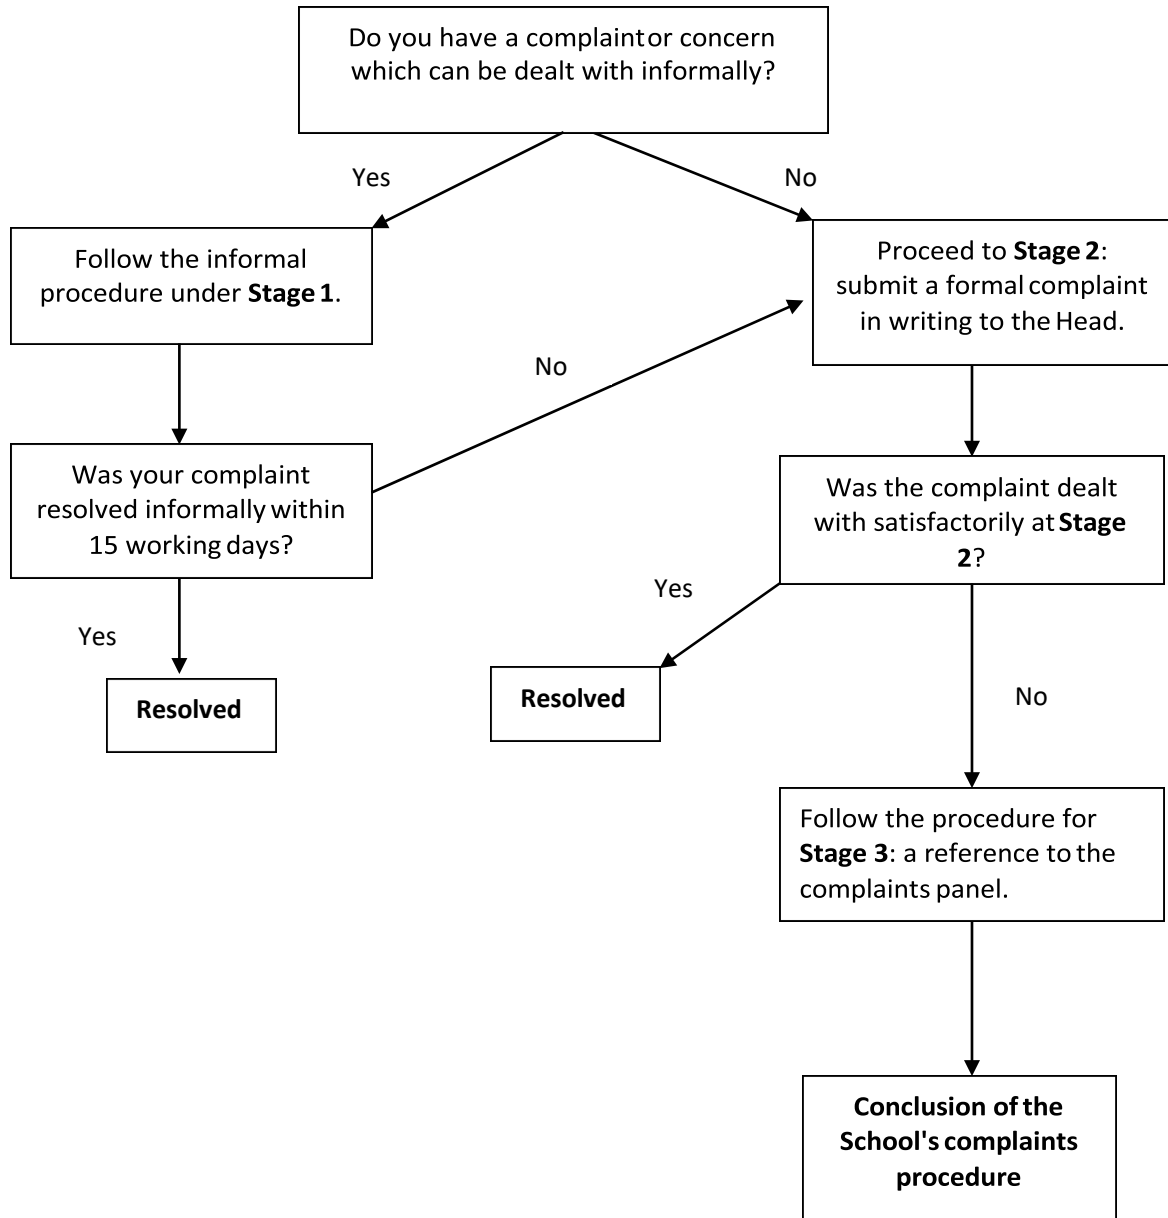 Do you have a complaint or concern
which can be dealt with informally?
Yes
No
Follow the informal
procedure under Stage 1.
Proceed to Stage 2:
submit a formal complaint
in writing to the Head.
No
Was your complaint
resolved informally within
15 working days?
Was the complaint dealt
with satisfactorily at Stage
2?
Yes
Yes
Resolved
Resolved
No
Follow the procedure for
Stage 3: a reference to the
complaints panel.
Conclusion of the
School's complaints
procedure